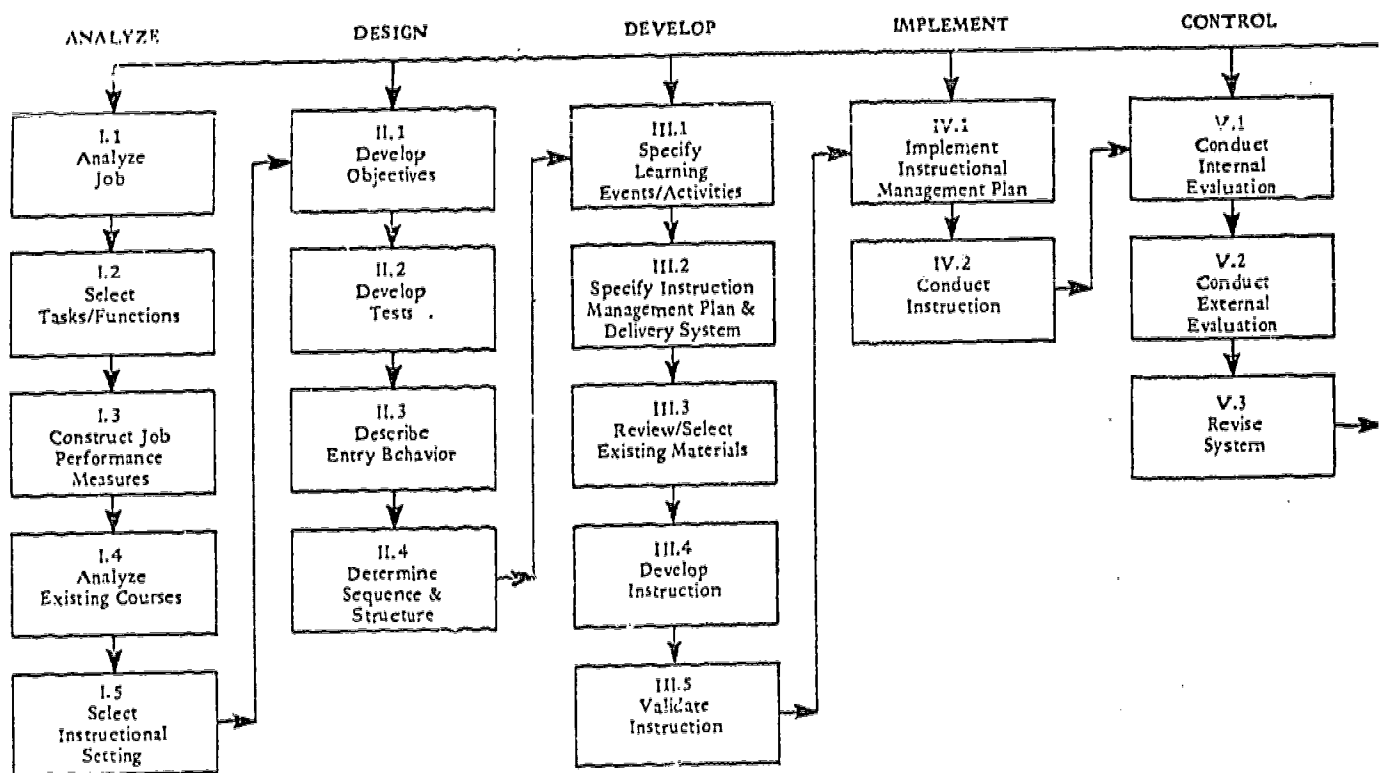 ANALYZE
DESIGN
DEVELOP
IMPLEMENT
CONTROL
I.1
Analyze
Job
I.2
Select
Tasks/Functions
I.3
Construct Job
Performance
Measures
I.4
Analyze
Existing Courses
I.5
Select
Instructional
Setting
II.1
Develop
Objectives
II.2
Develop
Tests
II.3
Describe
Entry Behavior
II.4
Determine
Sequence &
Structure
III.1
Specify
Learning
Events/Activities
III.2
Specify Instruction
Management Plan &
Delivery System
III.3
Review/Select
Existing Materials
III.4
Develop
Instruction
III.5
Validate
Instruction
IV.1
Implement
Instructional
Management Plan
IV.2
Conduct
Instruction
V.1
Conduct
Internal
Evaluation
V.2
Conduct
External
Evaluation
V.3
Revise
System